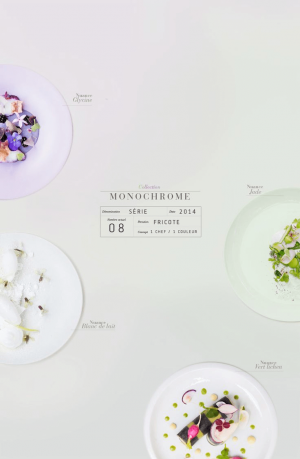 Nuance
Glycine
Collection
MONOCHROME
Nuance
Jade
Dénomination SÉRIE Date 2014
Numéro actuel 08 Dossier FRICOTE
Concept 1 CHEF / 1 COULEUR
Nuance
Blanc de lait
Nuance
Vert lichen